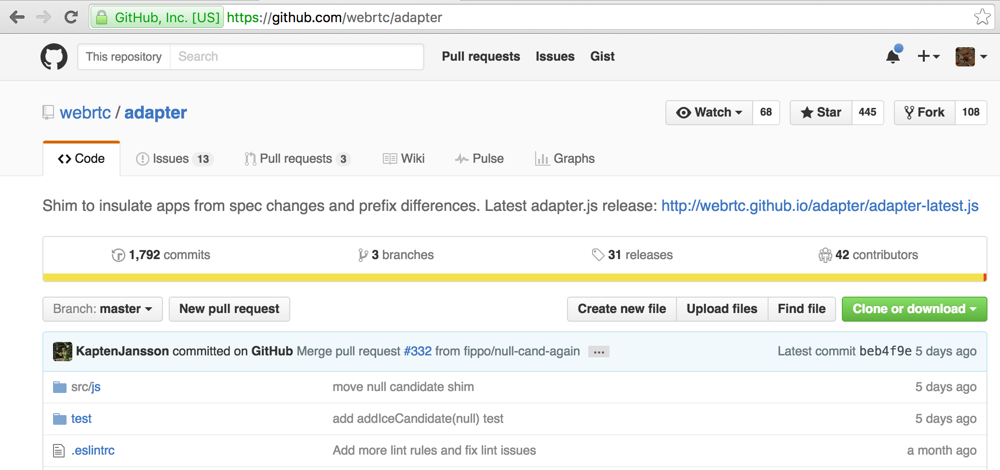 GitHub, Inc. [US] https://github.com/webrtc/adapter
This repository Search Pull requests Issues Gist
webrtc / adapter Watch 68 Star 445 Fork 108
Code Issues 13 Pull requests 3 Wiki Pulse Graphs
Shim to insulate apps from spec changes and prefix differences. Latest adapter.js release: http://webrtc.github.io/adapter/adapter-latest.js
1,792 commits 3 branches 31 releases 42 contributors
Branch: master New pull request Create new file Upload files Find file Clone or download
KaptenJansson committed on GitHub Merge pull request #332 from fippo/null-cand-again ... Latest commit beb4f9e 5 days ago
src/js move null candidate shim 5 days ago
test add addIceCandidate(null) test 5 days ago
.eslintrc Add more lint rules and fix lint issues a month ago